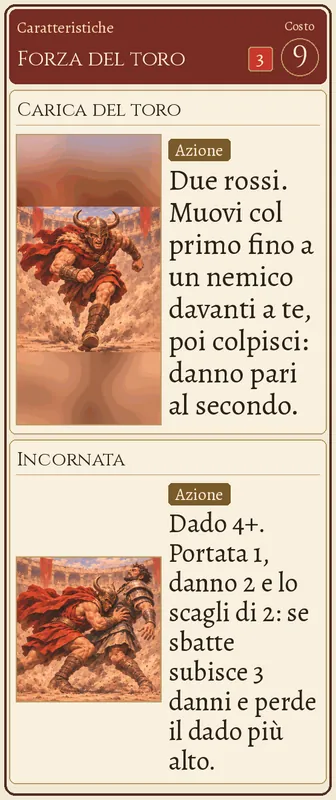 Caratteristiche
Costo
Forza del toro
3
9
Carica del toro
Azione
Due rossi.
Muovi col
primo fino a
un nemico
davanti a te,
poi colpisci:
danno pari
al secondo.
Incornata
Azione
Dado 4+.
Portata 1,
danno 2 e lo
scagli di 2: se
sbatte
subisce 3
danni e perde
il dado più
alto.